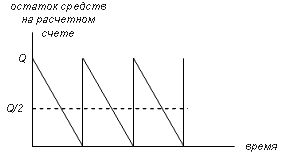 остаток средств
на расчетном
счете
Q
Q/2
время